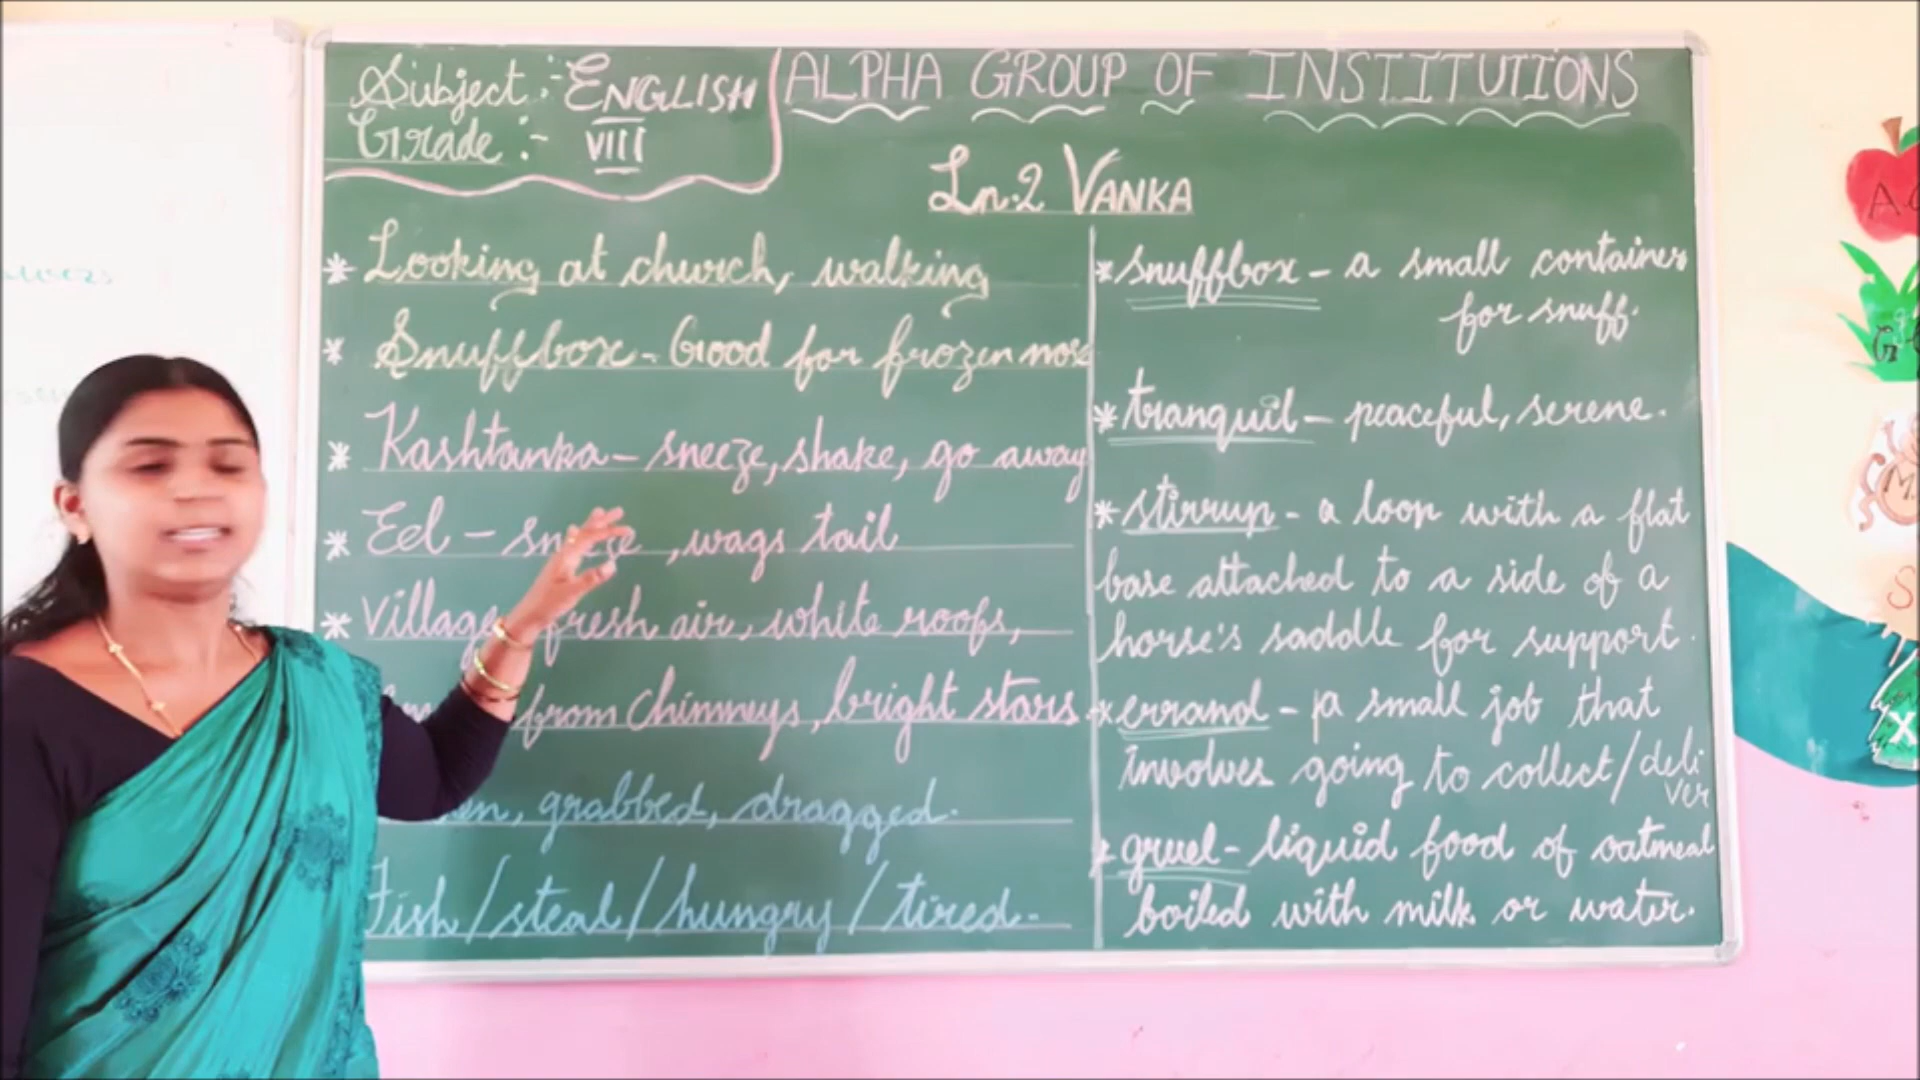 Subject :- ENGLISH
Grade :- VIII
ALPHA GROUP OF INSTITUTIONS
Ln.2 VANKA
* Looking at church, walking
* Snuffbox - Good for frozen nose
* Kashtanka - sneeze, shake, go away
* Eel - sneeze, wags tail
* Village fresh air, white roofs,
from chimneys, bright stars.
grabbed, dragged.
Fish/steal/hungry/tired.
* snuffbox - a small container
for snuff.
* tranquil - peaceful, serene.
* stirrup - a loop with a flat
base attached to a side of a
horse's saddle for support.
* errand - A small job that
involves going to collect/deli
ver
* gruel - liquid food of oatmeal
boiled with milk or water.
X